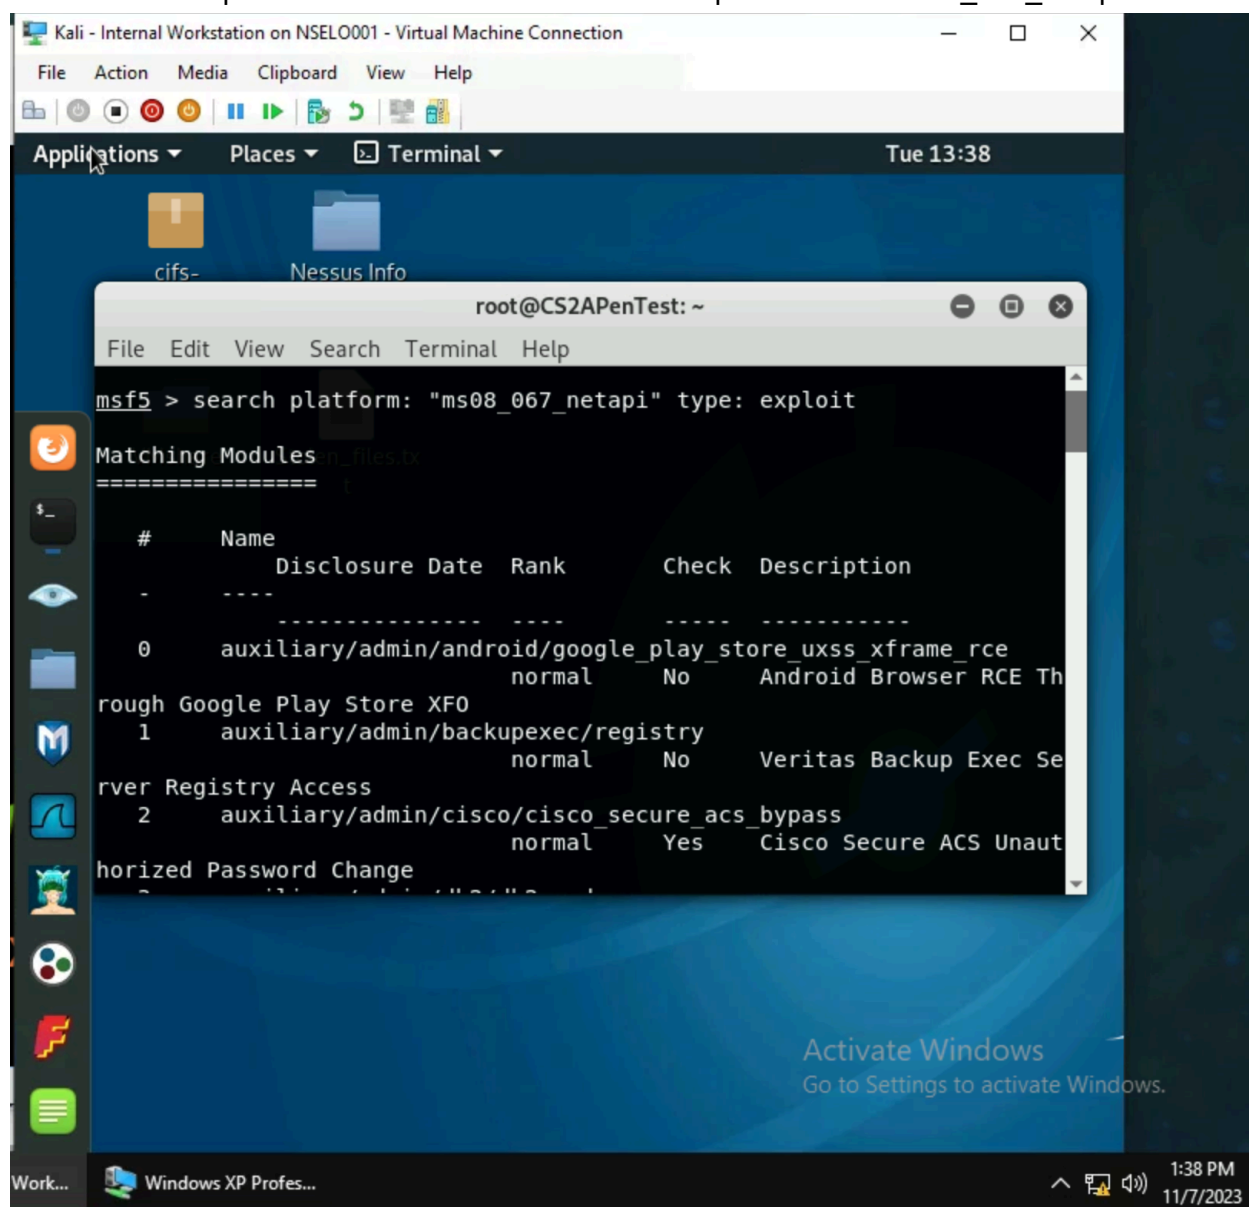 Kali - Internal Workstation on NSELO001 - Virtual Machine Connection
File Action Media Clipboard View Help
Applications Places Terminal Tue 13:38
cifs- Nessus Info
root@CS2APenTest: ~
File Edit View Search Terminal Help
msf5 > search platform: "ms08_067_netapi" type: exploit
Matching Modules
================
# Name
Disclosure Date Rank Check Description
- ----
--------------- ---- ----- -----------
0 auxiliary/admin/android/google_play_store_uxss_xframe_rce
normal No Android Browser RCE Th
rough Google Play Store XFO
1 auxiliary/admin/backupexec/registry
normal No Veritas Backup Exec Se
rver Registry Access
2 auxiliary/admin/cisco/cisco_secure_acs_bypass
normal Yes Cisco Secure ACS Unaut
horized Password Change
Activate Windows
Go to Settings to activate Windows.
Work... Windows XP Profes... 1:38 PM
11/7/2023